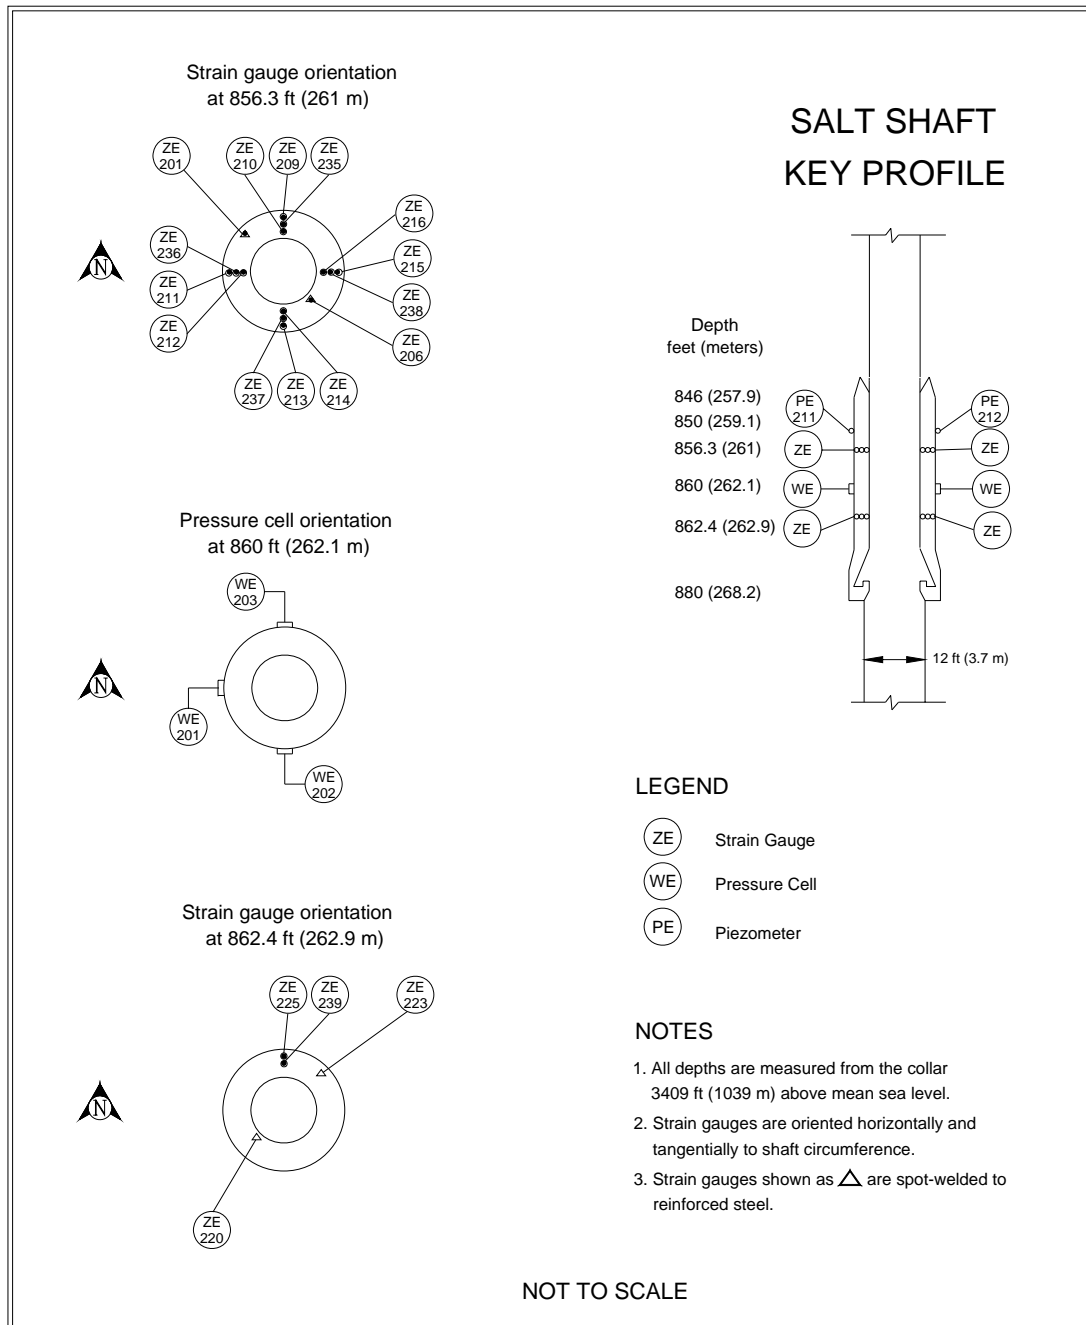 Strain gauge orientation
at 856.3 ft (261 m)
ZE
201
ZE
210
ZE
209
ZE
235
ZE
216
ZE
236
ZE
215
ZE
211
ZE
238
ZE
212
ZE
206
ZE
237
ZE
213
ZE
214
N
Pressure cell orientation
at 860 ft (262.1 m)
WE
203
N
WE
201
WE
202
Strain gauge orientation
at 862.4 ft (262.9 m)
ZE
225
ZE
239
ZE
223
N
ZE
220
SALT SHAFT
KEY PROFILE
Depth
feet (meters)
846 (257.9)
850 (259.1)
856.3 (261)
860 (262.1)
862.4 (262.9)
880 (268.2)
PE
211
PE
212
ZE
ZE
WE
WE
ZE
ZE
12 ft (3.7 m)
LEGEND
ZE Strain Gauge
WE Pressure Cell
PE Piezometer
NOTES
1. All depths are measured from the collar
3409 ft (1039 m) above mean sea level.
2. Strain gauges are oriented horizontally and
tangentially to shaft circumference.
3. Strain gauges shown as △ are spot-welded to
reinforced steel.
NOT TO SCALE